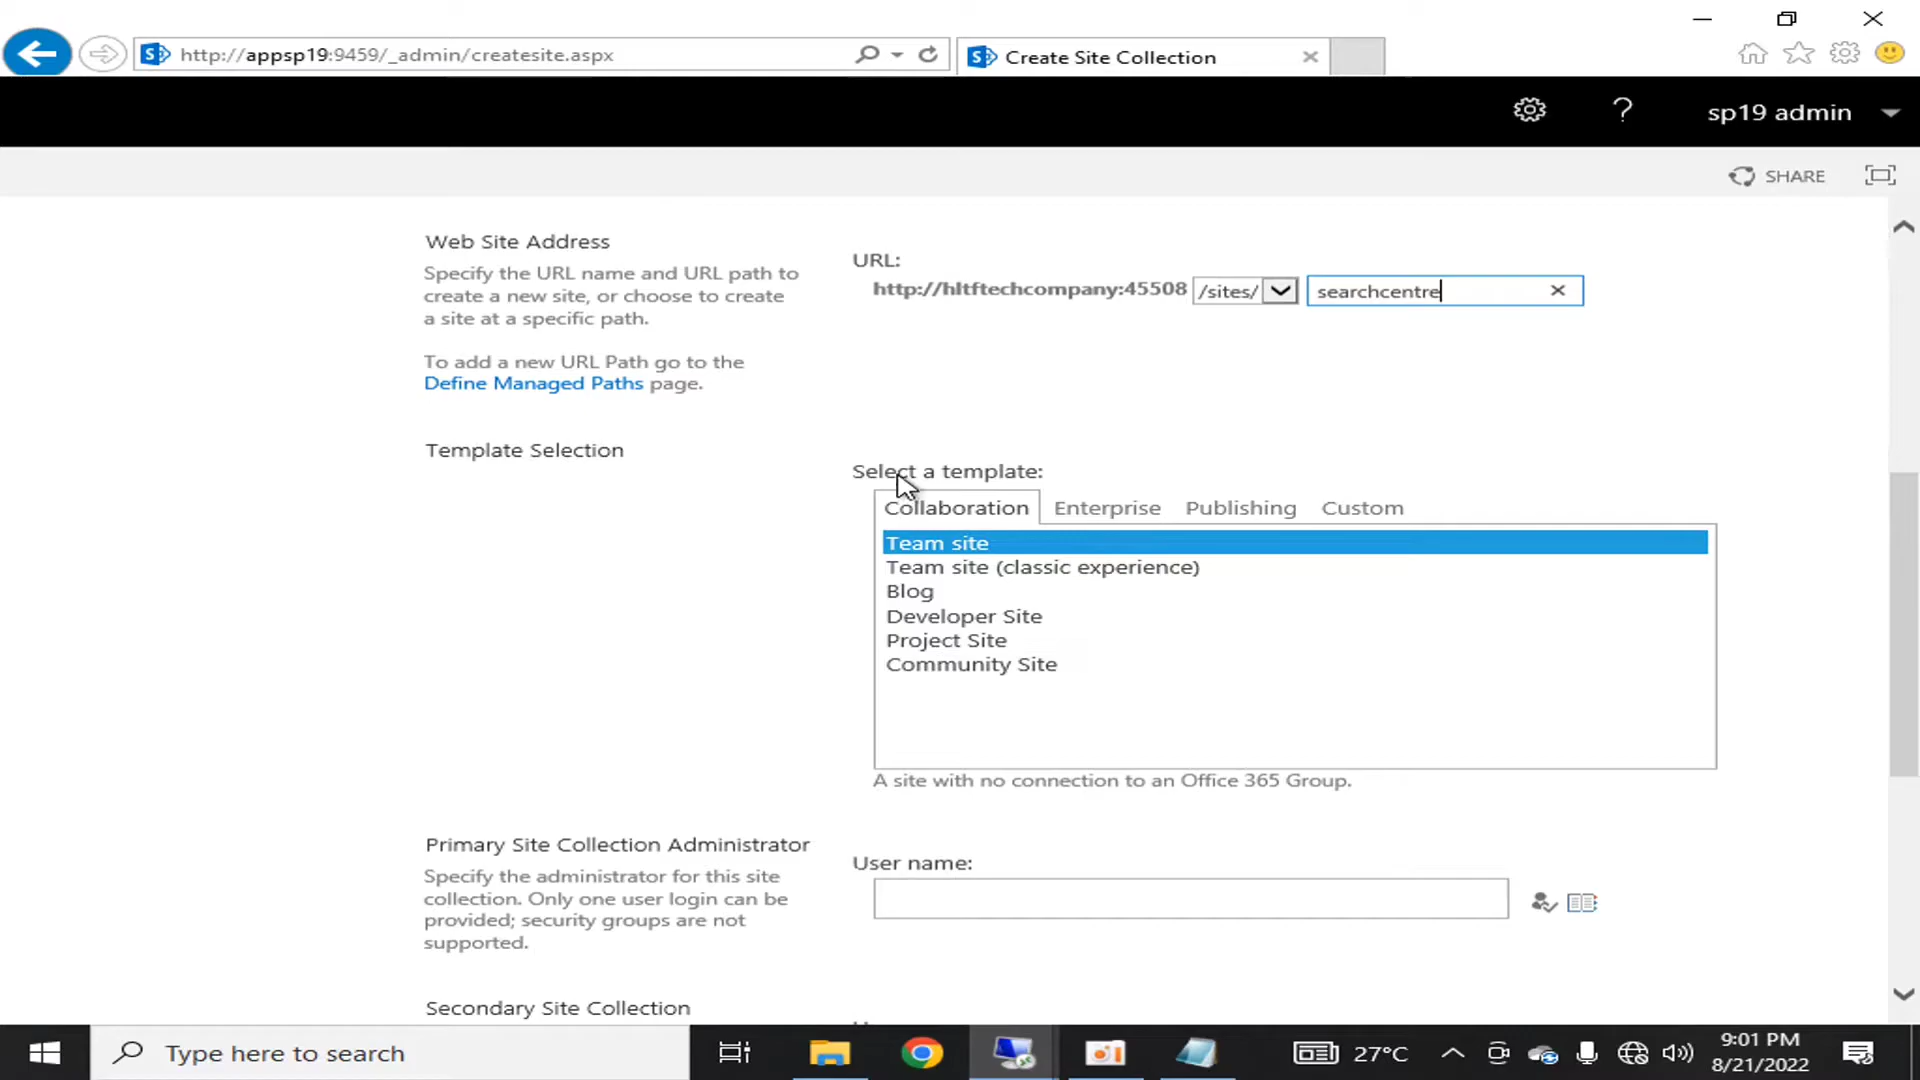 http://appsp19:9459/_admin/createsite.aspx
Create Site Collection
sp19 admin
SHARE
Web Site Address
Specify the URL name and URL path to
create a new site, or choose to create
a site at a specific path.
To add a new URL Path go to the
Define Managed Paths page.
URL:
http://hltftechcompany:45508 /sites/ searchcentre
Template Selection
Select a template:
Collaboration Enterprise Publishing Custom
Team site
Team site (classic experience)
Blog
Developer Site
Project Site
Community Site
A site with no connection to an Office 365 Group.
Primary Site Collection Administrator
Specify the administrator for this site
collection. Only one user login can be
provided; security groups are not
supported.
User name:
Secondary Site Collection
Type here to search
27°C
9:01 PM
8/21/2022